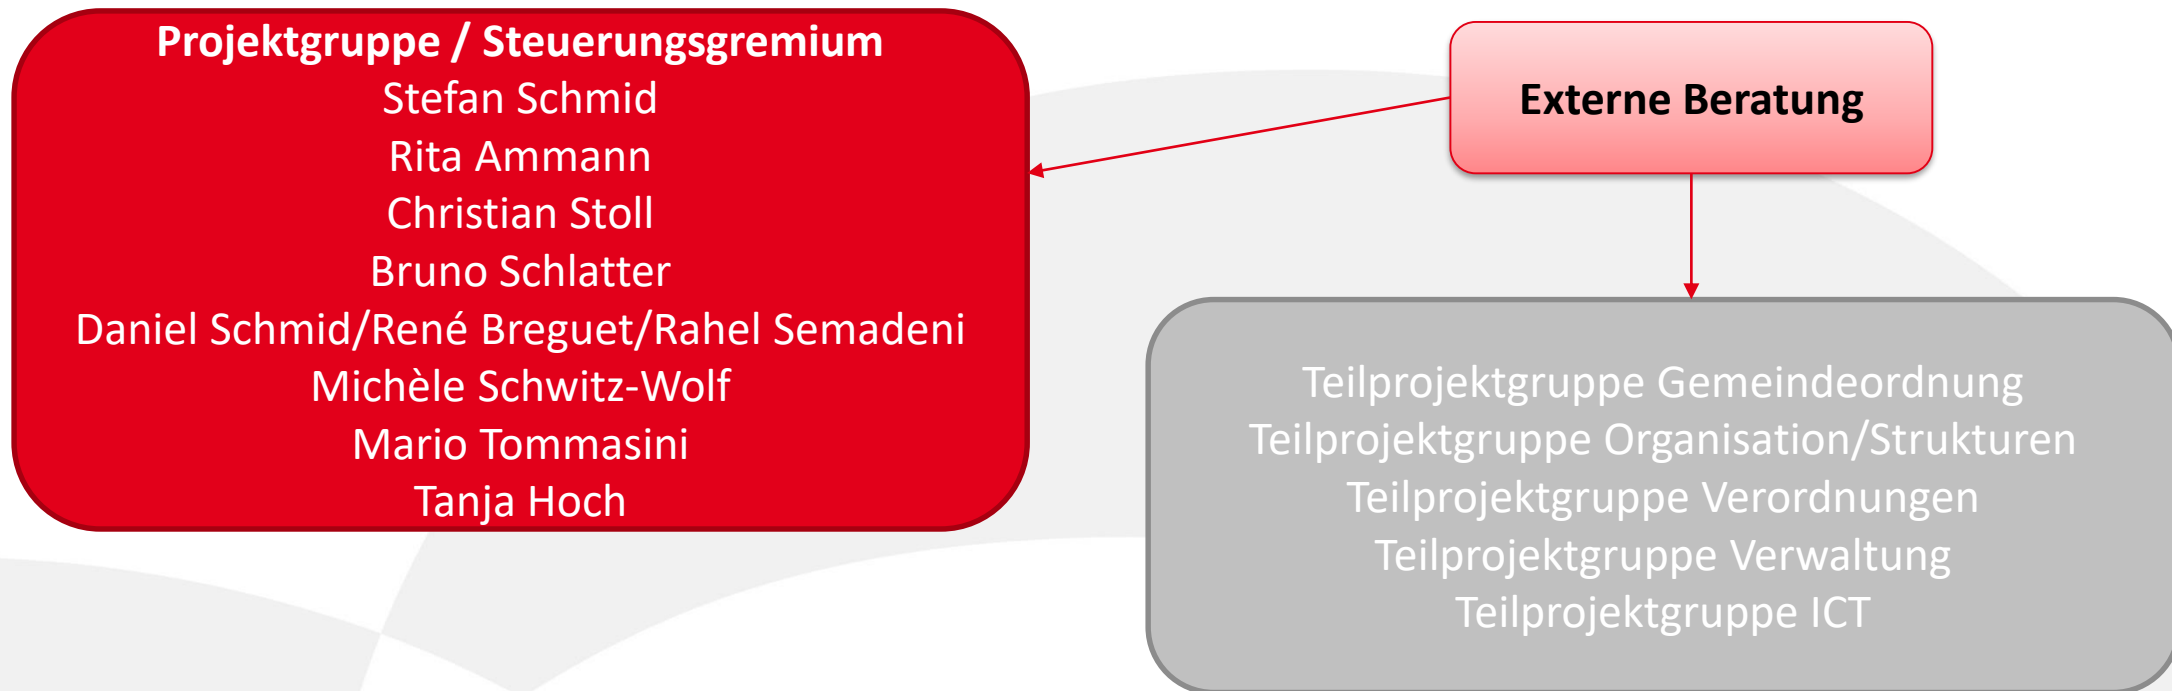 Projektgruppe / Steuerungsgremium
Stefan Schmid
Rita Ammann
Christian Stoll
Bruno Schlatter
Daniel Schmid/René Breguet/Rahel Semadeni
Michèle Schwitz-Wolf
Mario Tommasini
Tanja Hoch
Externe Beratung
Teilprojektgruppe Gemeindeordnung
Teilprojektgruppe Organisation/Strukturen
Teilprojektgruppe Verordnungen
Teilprojektgruppe Verwaltung
Teilprojektgruppe ICT